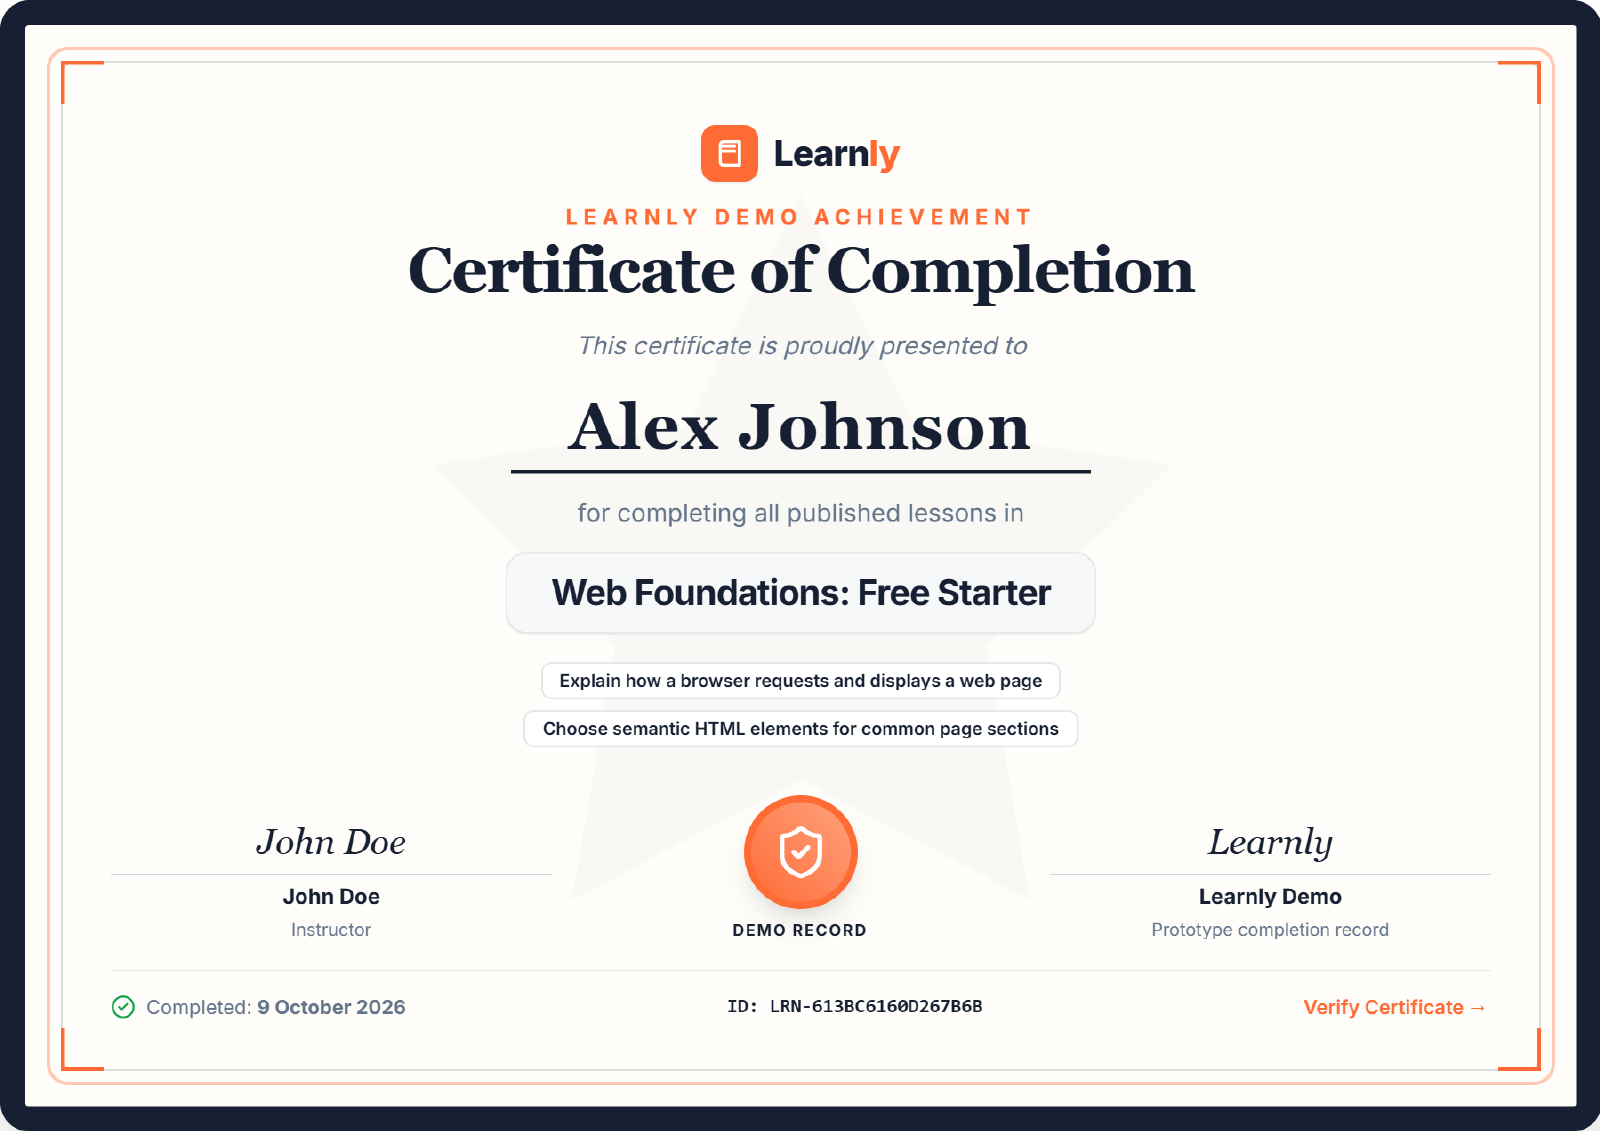 Learnly
LEARNLY DEMO ACHIEVEMENT
Certificate of Completion
This certificate is proudly presented to
Alex Johnson
for completing all published lessons in
Web Foundations: Free Starter
Explain how a browser requests and displays a web page
Choose semantic HTML elements for common page sections
John Doe
John Doe
Instructor
DEMO RECORD
Learnly
Learnly Demo
Prototype completion record
Completed: 9 October 2026
ID: LRN-613BC6160D267B6B
Verify Certificate →